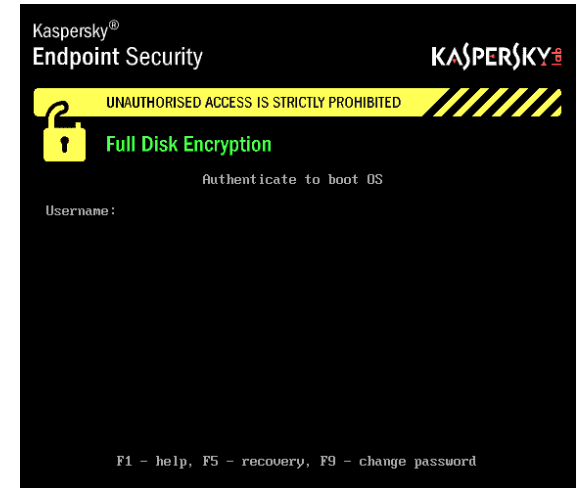 Kaspersky®
Endpoint Security
KASPERSKY lab
UNAUTHORISED ACCESS IS STRICTLY PROHIBITED
Full Disk Encryption
Authenticate to boot OS
Username:
F1 - help, F5 - recovery, F9 - change password